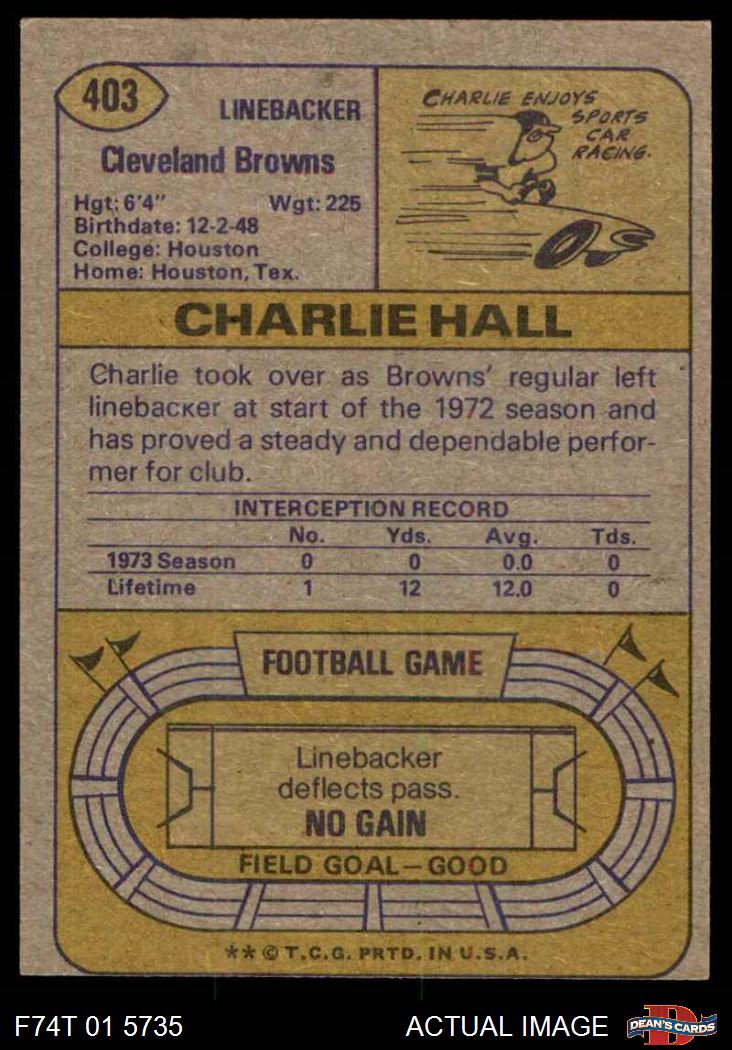 403
LINEBACKER
Cleveland Browns
Hgt: 6'4" Wgt: 225
Birthdate: 12-2-48
College: Houston
Home: Houston, Tex.
CHARLIE ENJOYS
SPORTS
CAR
RACING.
CHARLIE HALL
Charlie took over as Browns' regular left
linebacker at start of the 1972 season and
has proved a steady and dependable perfor-
mer for club.
INTERCEPTION RECORD
No. Yds. Avg. Tds.
1973 Season 0 0 0.0 0
Lifetime 1 12 12.0 0
FOOTBALL GAME
Linebacker
deflects pass.
NO GAIN
FIELD GOAL—GOOD
** © T.C.G. PRTD. IN U.S.A.
F74T 01 5735 ACTUAL IMAGE
D
DEAN'S CARDS